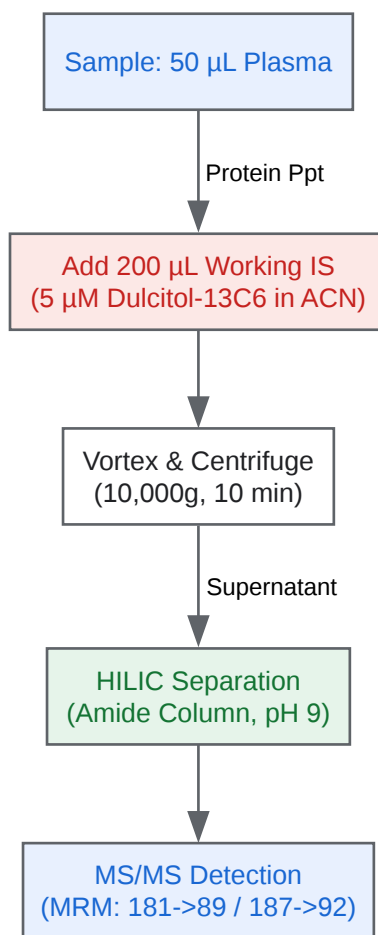 Sample: 50 µL Plasma
Protein Ppt
Add 200 µL Working IS
(5 µM Dulcitol-13C6 in ACN)
Vortex & Centrifuge
(10,000g, 10 min)
Supernatant
HILIC Separation
(Amide Column, pH 9)
MS/MS Detection
(MRM: 181->89 / 187->92)